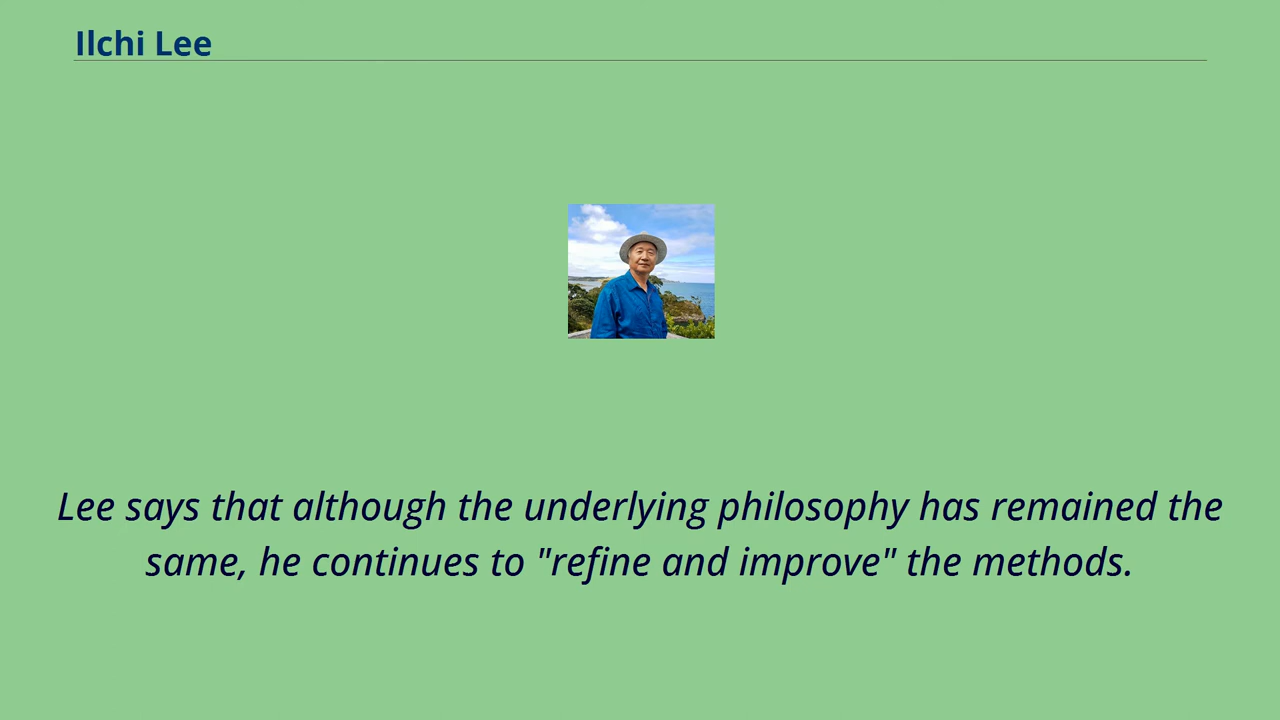 Ilchi Lee
Lee says that although the underlying philosophy has remained the
same, he continues to "refine and improve" the methods.